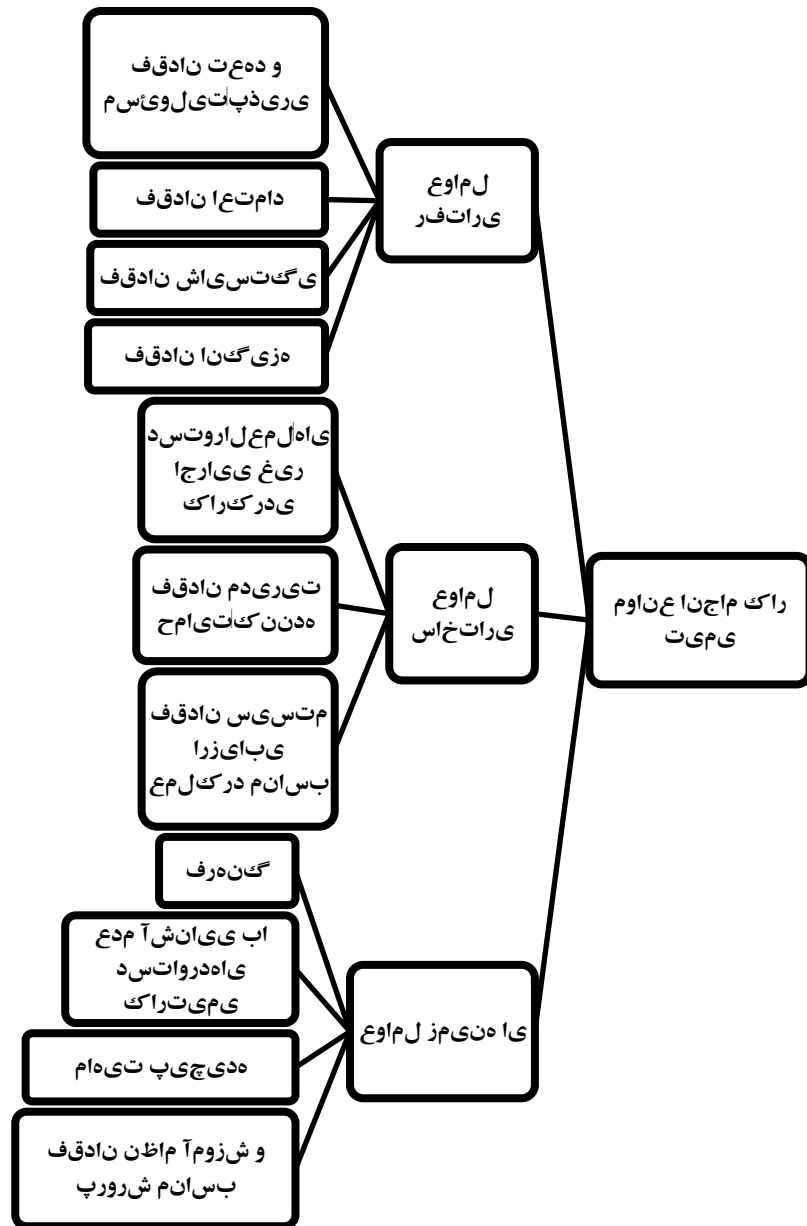 موانع انجام کار
تیمی
عوامل
رفتاری
فقدان تعهد و
مسئولیت‌پذیری
فقدان اعتماد
فقدان شایستگی
فقدان انگیزه
عوامل
ساختاری
دستورالعمل‌های
اجرایی غیر
کارکردی
فقدان مدیریت
حمایت‌کننده
فقدان سیستم
ارزیابی
عملکرد مناسب
عوامل زمینه ای
فرهنگ
عدم آشنایی با
دستاوردهای
کارتیمی
ماهیت پیچیده
فقدان نظام آموزش و
پرورش مناسب